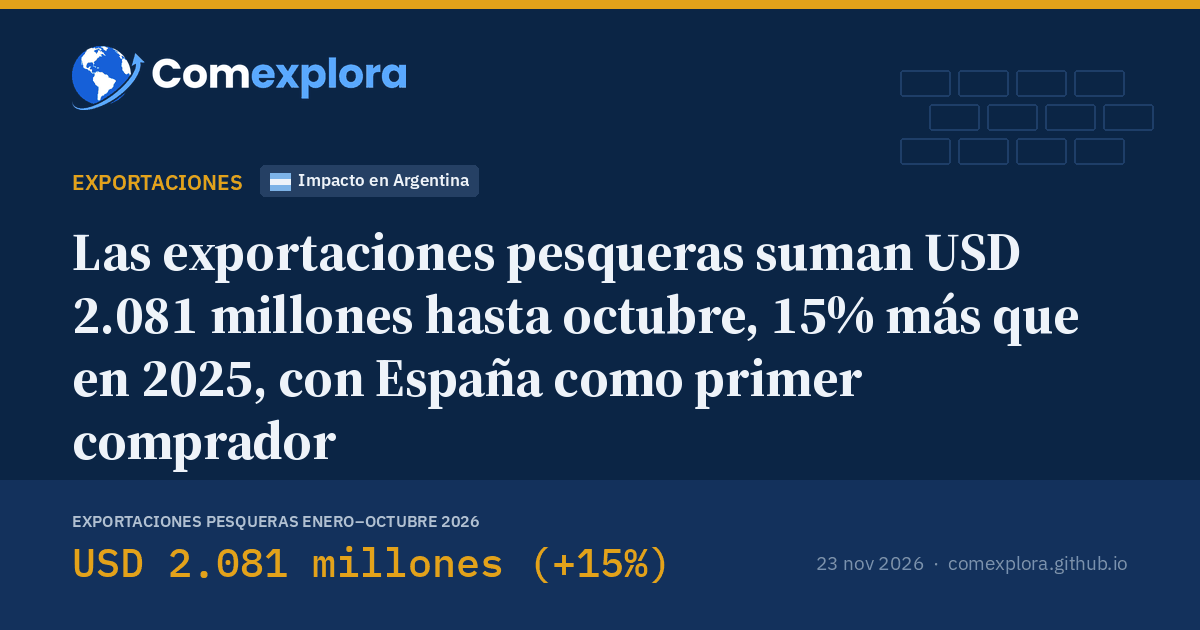 Comexplora
EXPORTACIONES
Impacto en Argentina
Las exportaciones pesqueras suman USD
2.081 millones hasta octubre, 15% más que
en 2025, con España como primer
comprador
EXPORTACIONES PESQUERAS ENERO–OCTUBRE 2026
USD 2.081 millones (+15%)
23 nov 2026 · comexplora.github.io